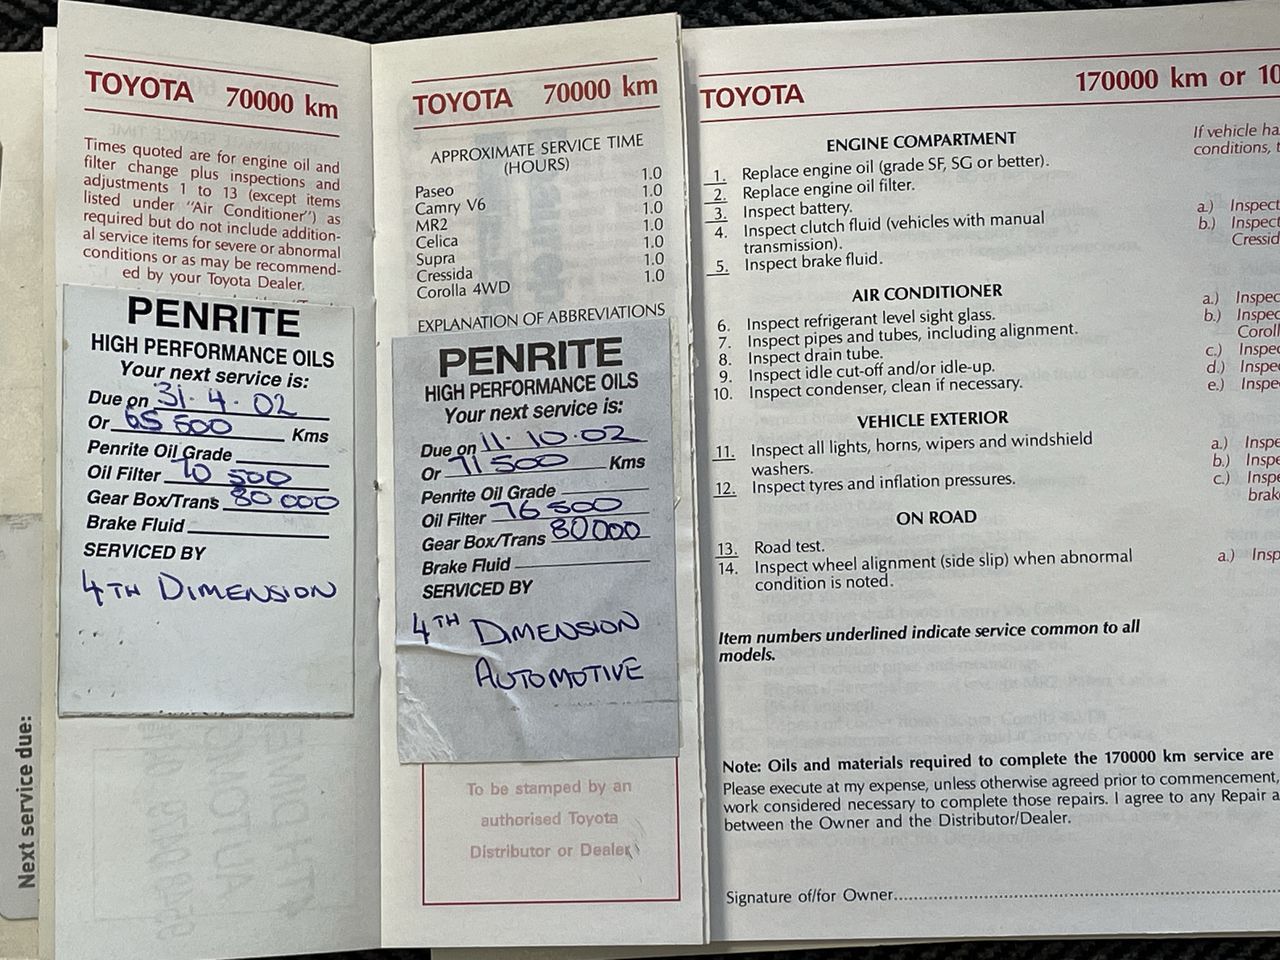 TOYOTA 70000 km
Times quoted are for engine oil and
filter change plus inspections and
adjustments 1 to 13 (except items
listed under "Air Conditioner") as
required but do not include addition-
al service items for severe or abnormal
conditions or as may be recommend-
ed by your Toyota Dealer.
PENRITE
HIGH PERFORMANCE OILS
Your next service is:
Due on 31.4.02
Or 65 500 Kms
Penrite Oil Grade
Oil Filter 70 500
Gear Box/Trans 80 000
Brake Fluid
SERVICED BY
4TH DIMENSION
Next service due:
TOYOTA 70000 km
APPROXIMATE SERVICE TIME
(HOURS)
Paseo 1.0
Camry V6 1.0
MR2 1.0
Celica 1.0
Supra 1.0
Cressida 1.0
Corolla 4WD 1.0
EXPLANATION OF ABBREVIATIONS
PENRITE
HIGH PERFORMANCE OILS
Your next service is:
Due on 11.10.02
Or 71 500 Kms
Penrite Oil Grade
Oil Filter 76 500
Gear Box/Trans 80000
Brake Fluid
SERVICED BY
4TH DIMENSION
AUTOMOTIVE
To be stamped by an
authorised Toyota
Distributor or Dealer
TOYOTA 170000 km or 10
ENGINE COMPARTMENT
1. Replace engine oil (grade SF, SG or better).
2. Replace engine oil filter.
3. Inspect battery.
4. Inspect clutch fluid (vehicles with manual
transmission).
5. Inspect brake fluid.
AIR CONDITIONER
6. Inspect refrigerant level sight glass.
7. Inspect pipes and tubes, including alignment.
8. Inspect drain tube.
9. Inspect idle cut-off and/or idle-up.
10. Inspect condenser, clean if necessary.
VEHICLE EXTERIOR
11. Inspect all lights, horns, wipers and windshield
washers.
12. Inspect tyres and inflation pressures.
ON ROAD
13. Road test.
14. Inspect wheel alignment (side slip) when abnormal
condition is noted.
Item numbers underlined indicate service common to all
models.
Note: Oils and materials required to complete the 170000 km service are
Please execute at my expense, unless otherwise agreed prior to commencement,
work considered necessary to complete those repairs. I agree to any Repair a
between the Owner and the Distributor/Dealer.
Signature of/for Owner
If vehicle ha
conditions, t
a.) Inspect
b.) Inspect
Cressid
a.) Inspec
b.) Inspec
Coroll
c.) Inspe
d.) Inspe
e.) Inspe
a.) Inspe
b.) Inspe
c.) Inspe
brak
a.) Insp